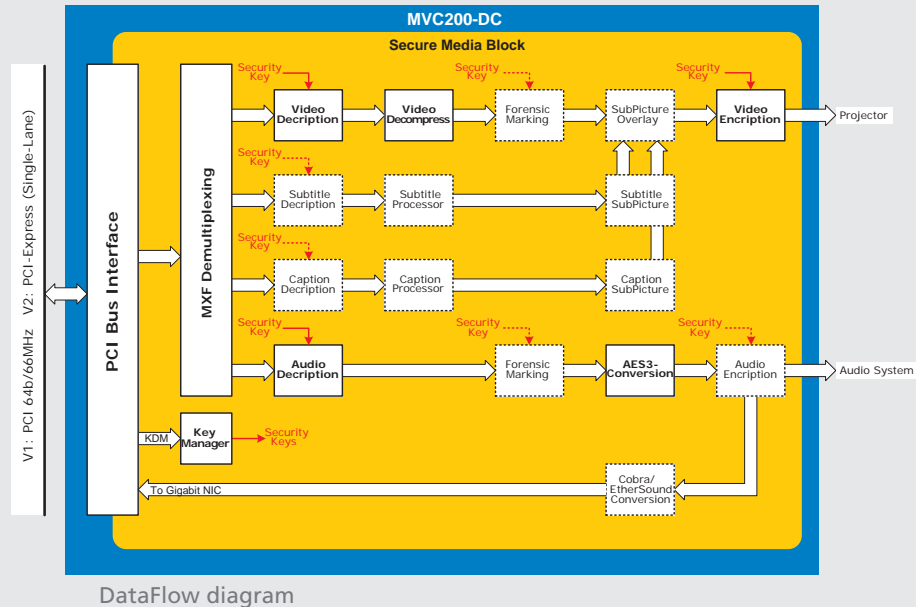 MVC200-DC
Secure Media Block
V1: PCI 64b/66MHz V2: PCI-Express (Single-Lane)
PCI Bus Interface
MXF Demultiplexing
Security
Key
Security
Key
Security
Key
Video
Decription
Video
Decompress
Forensic
Marking
SubPicture
Overlay
Video
Encription
Projector
Security
Key
Subtitle
Decription
Subtitle
Processor
Subtitle
SubPicture
Security
Key
Caption
Decription
Caption
Processor
Caption
SubPicture
Security
Key
Security
Key
Security
Key
Audio
Decription
Forensic
Marking
AES3-
Conversion
Audio
Encription
Audio System
KDM
Key
Manager
Security
Keys
To Gigabit NIC
Cobra/
EtherSound
Conversion
DataFlow diagram